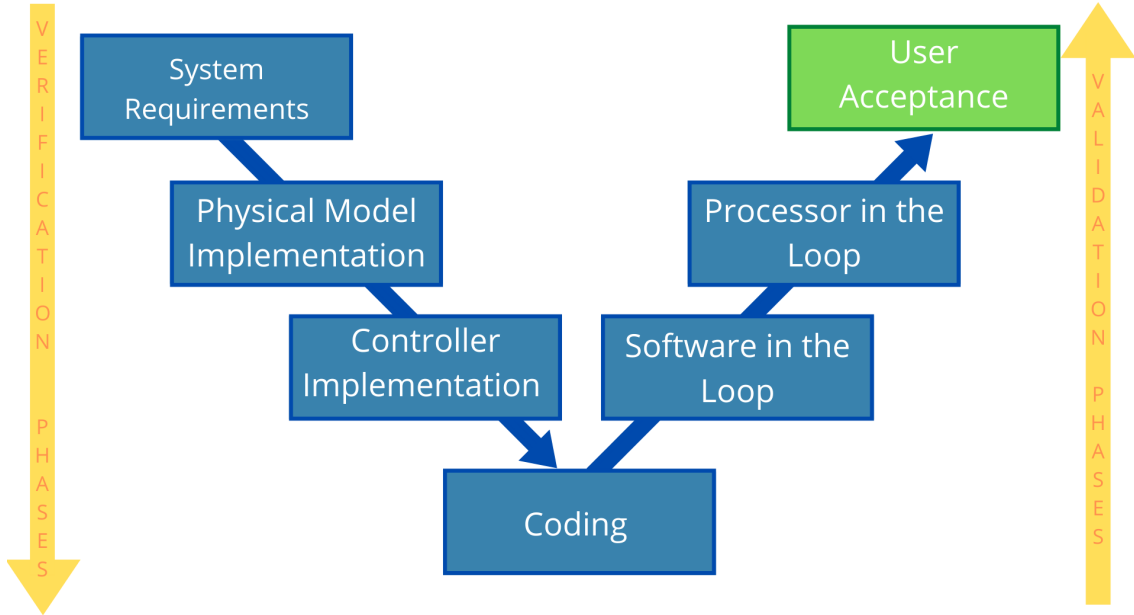 VERIFICATION PHASES
System
Requirements
Physical Model
Implementation
Controller
Implementation
Coding
Software in the
Loop
Processor in the
Loop
User
Acceptance
VALIDATION PHASES